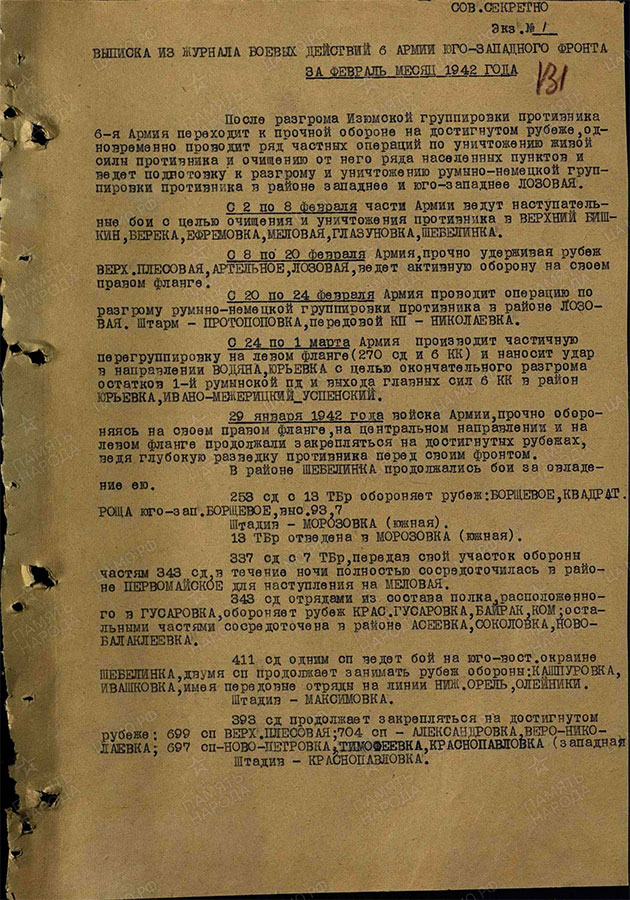 СОВ.СЕКРЕТНО
Экз.№ 1
ВЫПИСКА ИЗ ЖУРНАЛА БОЕВЫХ ДЕЙСТВИЙ 6 АРМИИ ЮГО-ЗАПАДНОГО ФРОНТА
ЗА ФЕВРАЛЬ МЕСЯЦ 1942 ГОДА
131
После разгрома Изюмской группировки противника
6-я Армия переходит к прочной обороне на достигнутом рубеже,од-
новременно проводит ряд частных операций по уничтожению живой
силы противника и очищению от него ряда населенных пунктов и
ведет подготовку к разгрому и уничтожению румыно-немецкой груп-
пировки противника в районе западнее и юго-западнее ЛОЗОВАЯ.
С 2 по 8 февраля части Армии ведут наступатель-
ные бои с целью очищения и уничтожения противника в ВЕРХНИЙ БИШ-
КИН,БЕРЕКА,ЕФРЕМОВКА,МЕЛОВАЯ,ГЛАЗУНОВКА,ШЕБЕЛИНКА.
С 8 по 20 февраля Армия,прочно удерживая рубеж
ВЕРХ.ПЛЕСОВАЯ,АРТЕЛЬНОЕ,ЛОЗОВАЯ,ведет активную оборону на своем
правом фланге.
С 20 по 24 февраля Армия проводит операцию по
разгрому румыно-немецкой группировки противника в районе ЛОЗО-
ВАЯ. Штарм - ПРОТОПОПОВКА,передовой КП - НИКОЛАЕВКА.
С 24 по 1 марта Армия производит частичную
перегруппировку на левом фланге(270 сд и 6 КК) и наносит удар
в направлении ВОДЯНА,ЮРЬЕВКА с целью окончательного разгрома
остатков 1-й румынской пд и выхода главных сил 6 КК в район
ЮРЬЕВКА,ИВАНО-МЕЖЕРИЦКИЙ_УСПЕНСКИЙ.
29 января 1942 года войска Армии,прочно оборо-
няясь на своем правом фланге,на центральном направлении и на
левом фланге продолжали закрепляться на достигнутых рубежах,
ведя глубокую разведку противника перед своим фронтом.
В районе ШЕБЕЛИНКА продолжались бои за овладе-
ние ею.
253 сд с 13 ТБр обороняет рубеж:БОРЩЕВОЕ,КВАДРАТ.
РОЩА юго-зап.БОРЩЕВОЕ,выс.93,7
Штадив - МОРОЗОВКА (южная).
13 ТБр отведена в МОРОЗОВКА (южная).
337 сд с 7 ТБр,передав свой участок обороны
частям 343 сд,в течение ночи полностью сосредоточилась в райо-
не ПЕРВОМАЙСКОЕ для наступления на МЕЛОВАЯ.
343 сд отрядами из состава полка,расположенно-
го в ГУСАРОВКА,обороняет рубеж КРАС.ГУСАРОВКА,БАЙРАК,КОМ;оста-
льными частями сосредоточена в районе АСЕЕВКА,СОКОЛОВКА,НОВО-
БАЛАКЛЕЕВКА.
411 сд одним сп ведет бой на юго-вост.окраине
ШЕБЕЛИНКА,двумя сп продолжает занимать рубеж обороны:КАШПУРОВКА,
ИВАШКОВКА,имея передовые отряды на линии НИЖ.ОРЕЛЬ,ОЛЕЙНИКИ.
Штадив - МАКСИМОВКА.
393 сд продолжает закрепляться на достигнутом
рубеже: 699 сп ВЕРХ.ПЛЕСОВАЯ;704 сп - АЛЕКСАНДРОВКА,ВЕРО-НИКО-
ЛАЕВКА; 697 сп-НОВО-ПЕТРОВКА,ТИМОФЕЕВКА,КРАСНОПАВЛОВКА (западная
Штадив - КРАСНОПАВЛОВКА.
ПАМЯТЬ
НАРОДА